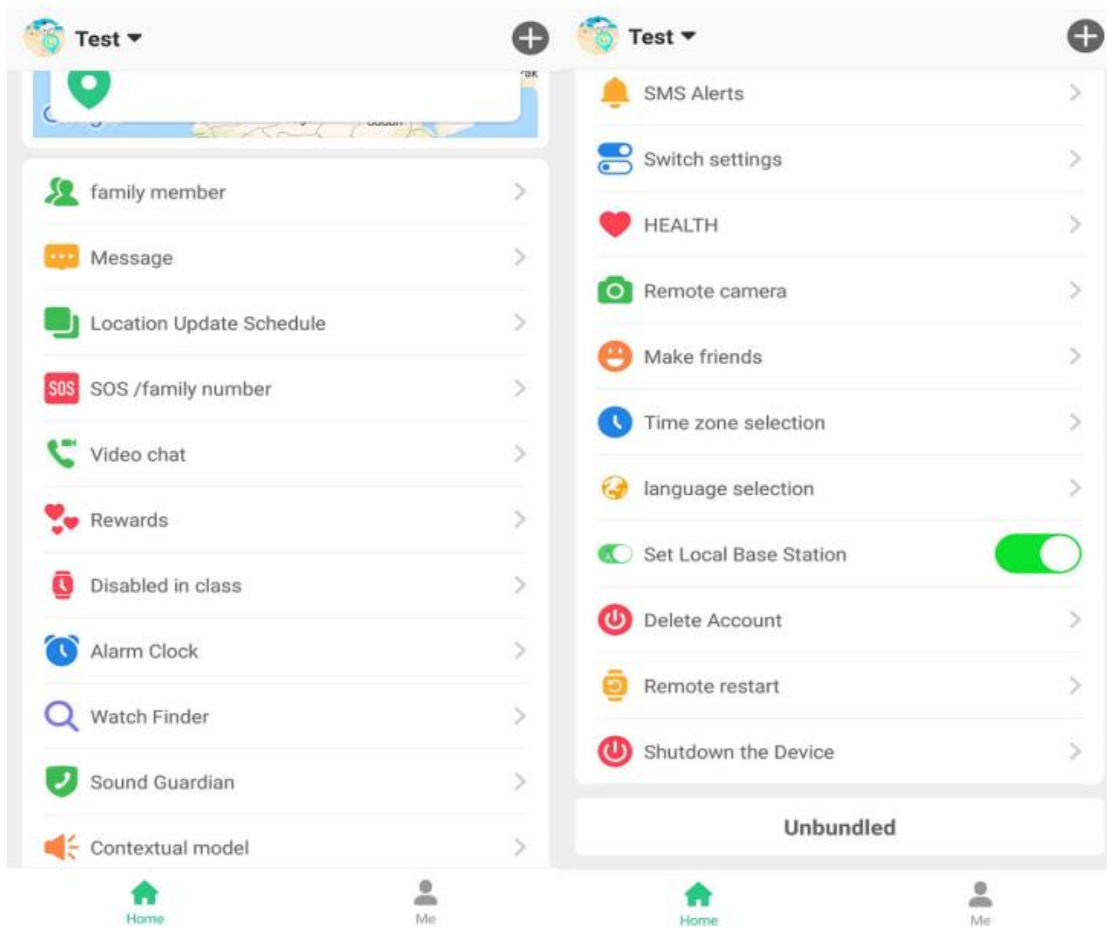 Test
family member
Message
Location Update Schedule
SOS
SOS /family number
Video chat
Rewards
Disabled in class
Alarm Clock
Watch Finder
Sound Guardian
Contextual model
Home
Me
Test
SMS Alerts
Switch settings
HEALTH
Remote camera
Make friends
Time zone selection
language selection
Set Local Base Station
Delete Account
Remote restart
Shutdown the Device
Unbundled
Home
Me